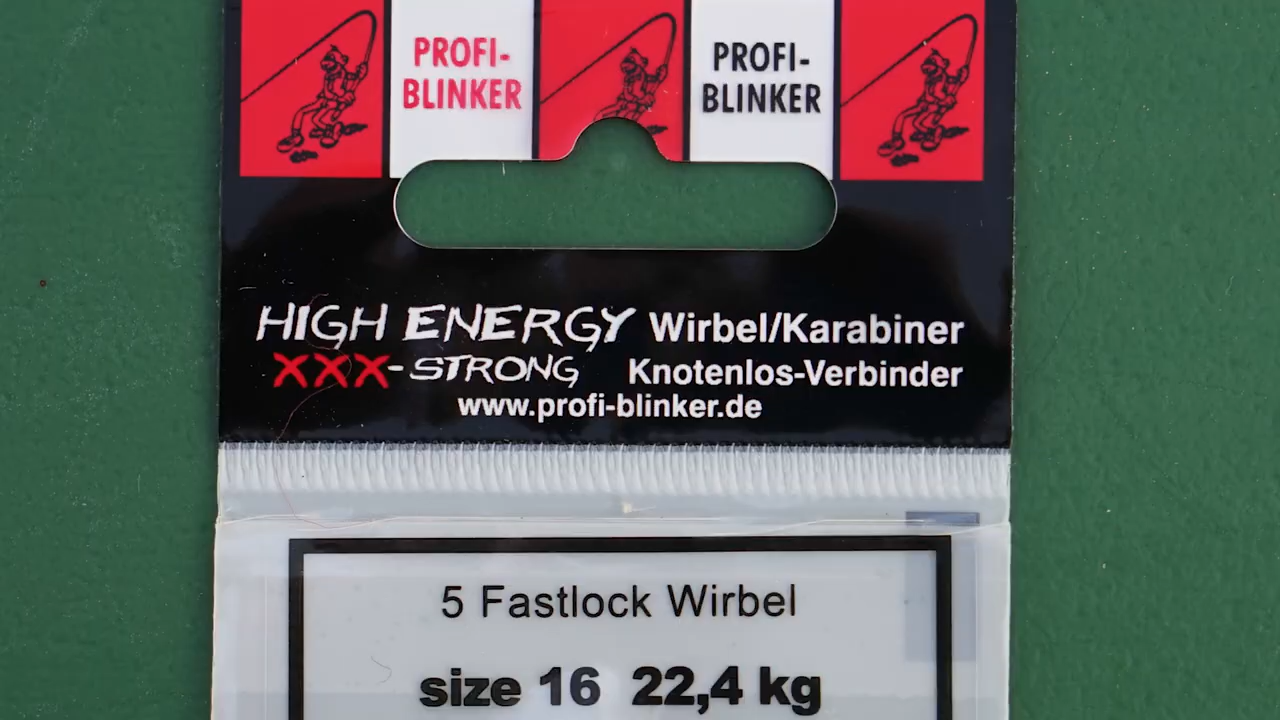 PROFI-
BLINKER
PROFI-
BLINKER
HIGH ENERGY Wirbel/Karabiner
XXX-STRONG Knotenlos-Verbinder
www.profi-blinker.de
5 Fastlock Wirbel
size 16 22,4 kg